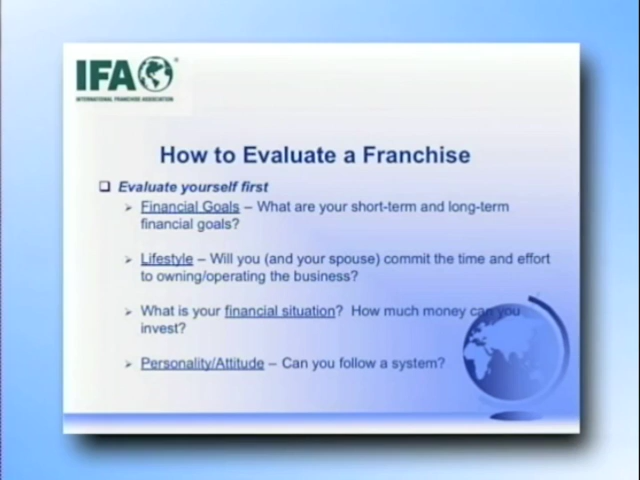 IFA
INTERNATIONAL FRANCHISE ASSOCIATION
How to Evaluate a Franchise
Evaluate yourself first
Financial Goals – What are your short-term and long-term
financial goals?
Lifestyle – Will you (and your spouse) commit the time and effort
to owning/operating the business?
What is your financial situation? How much money can you
invest?
Personality/Attitude – Can you follow a system?